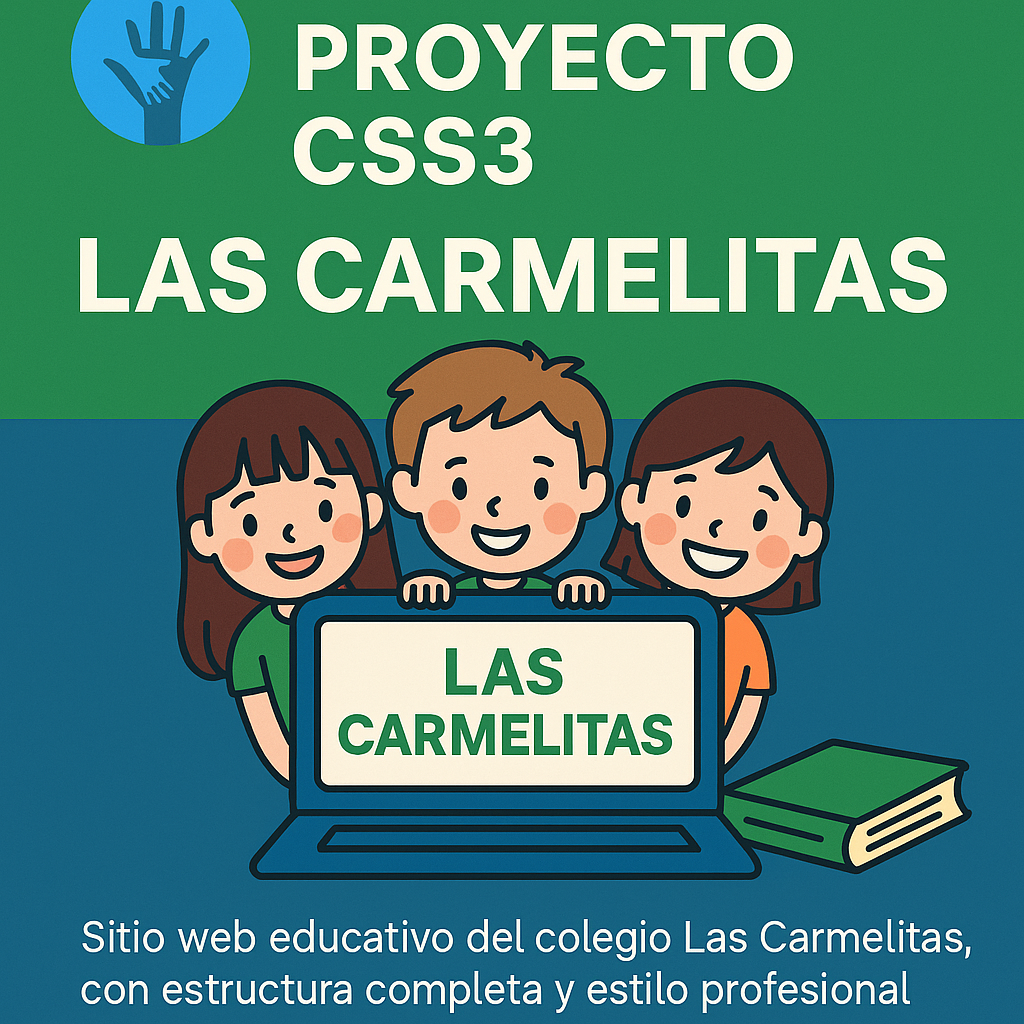 PROYECTO
CSS3
LAS CARMELITAS
LAS
CARMELITAS
Sitio web educativo del colegio Las Carmelitas,
con estructura completa y estilo profesional